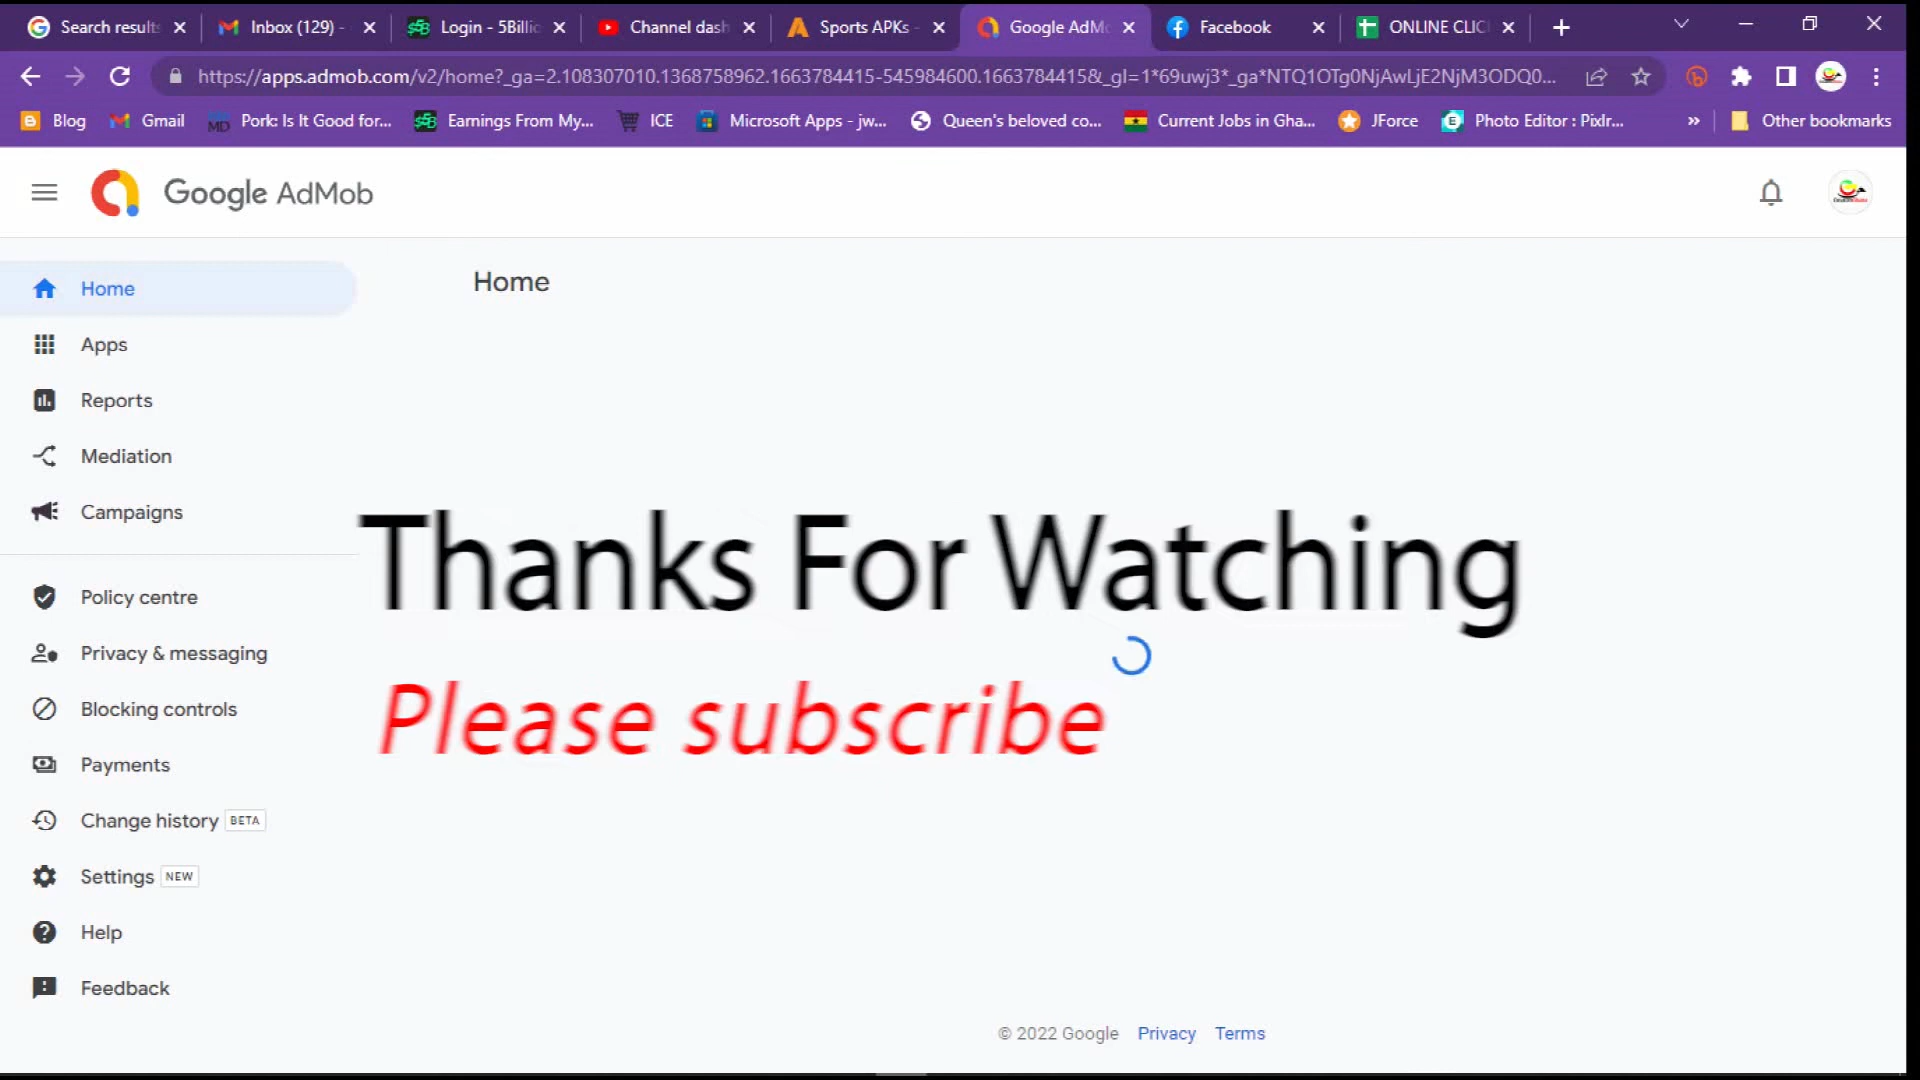 Search results
Inbox (129) -
Login - 5Billio
Channel dash
Sports APKs -
Google AdMo
Facebook
ONLINE CLIC
https://apps.admob.com/v2/home?_ga=2.108307010.1368758962.1663784415-545984600.1663784415&_gl=1*69uwj3*_ga*NTQ1OTg0NjAwLjE2NjM3ODQ0...
Blog
Gmail
Pork: Is It Good for...
Earnings From My...
ICE
Microsoft Apps - jw...
Queen's beloved co...
Current Jobs in Gha...
JForce
Photo Editor : Pixlr...
»
Other bookmarks
Google AdMob
Home
Home
Apps
Reports
Mediation
Campaigns
Thanks For Watching
Policy centre
Privacy & messaging
Please subscribe
Blocking controls
Payments
Change history BETA
Settings NEW
Help
Feedback
© 2022 Google Privacy Terms